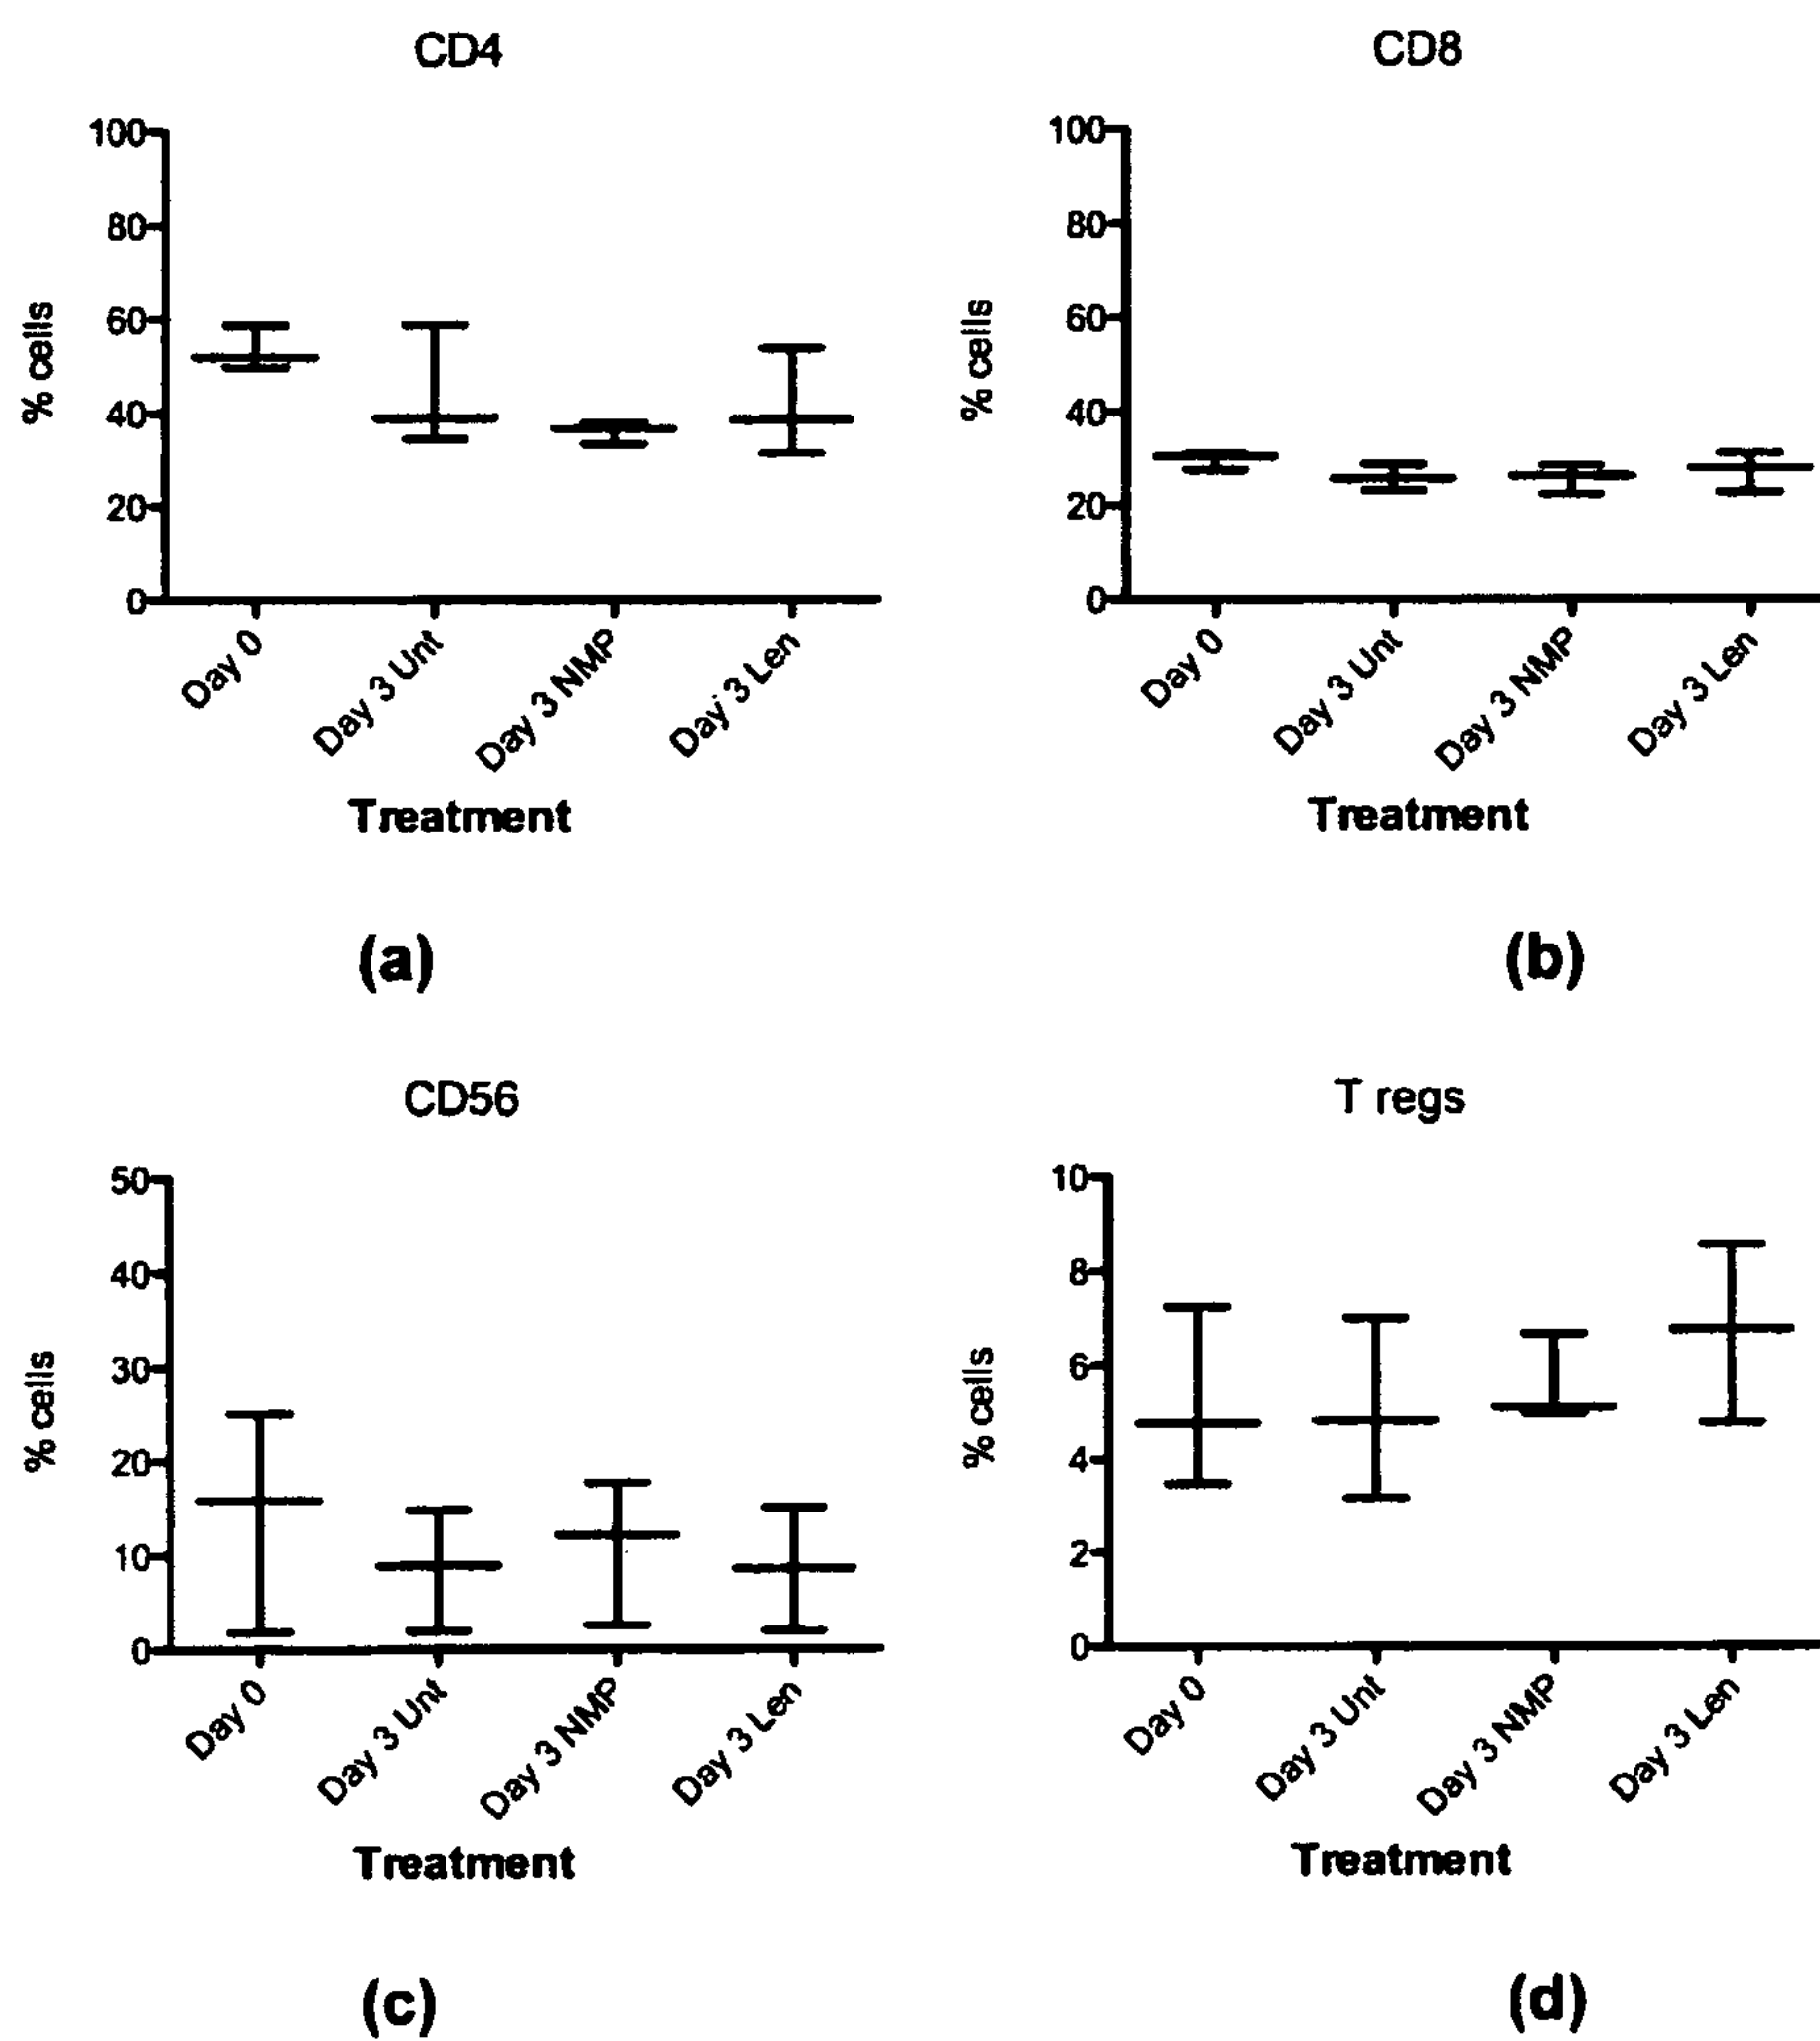 CD4
100
80
60
40
20
0
% cells
Day 0
Day 3 Unt
Day 3 NMP
Day 3 Len
Treatment
(a)
CD8
100
80
60
40
20
0
% cells
Day 0
Day 3 Unt
Day 3 NMP
Day 3 Len
Treatment
(b)
CD56
50
40
30
20
10
0
% cells
Day 0
Day 3 Unt
Day 3 NMP
Day 3 Len
Treatment
(c)
T regs
10
8
6
4
2
0
% cells
Day 0
Day 3 Unt
Day 3 NMP
Day 3 Len
Treatment
(d)